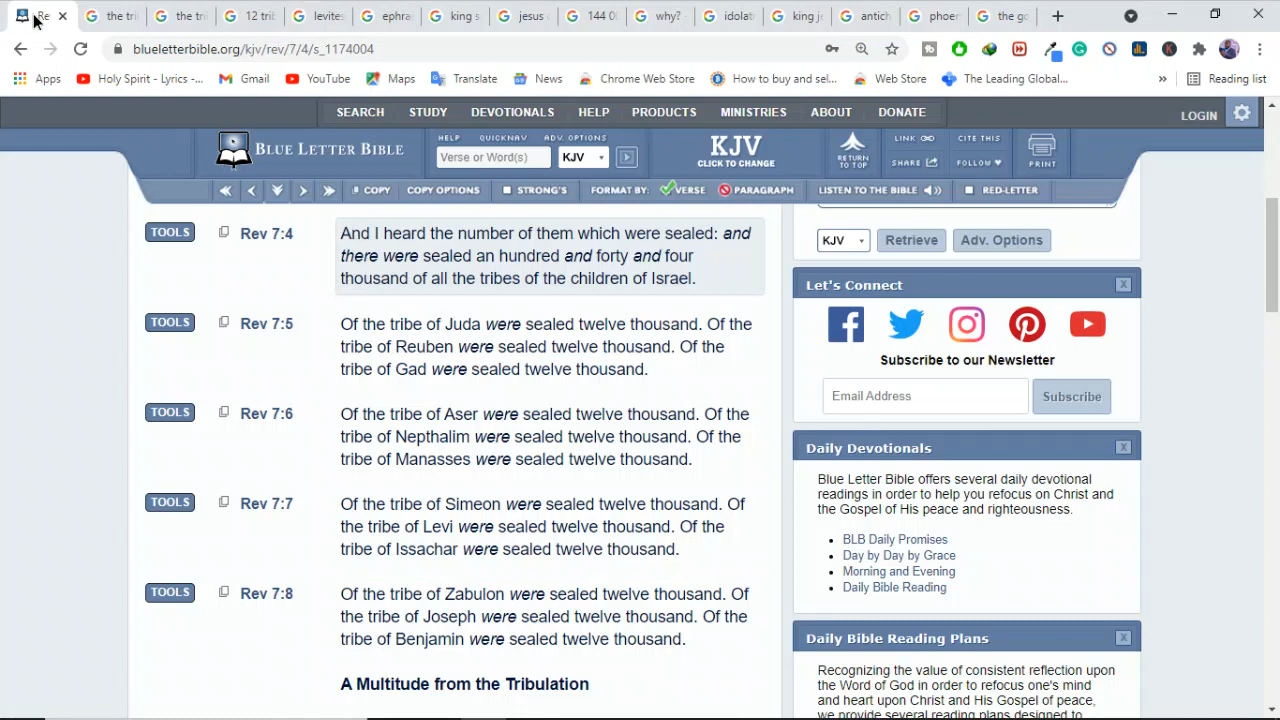 Re
the tri
the tri
12 trib
levites
ephra
king s
jesus c
144 00
why?
idolat
king je
antich
phoer
the go
blueletterbible.org/kjv/rev/7/4/s_1174004
Apps
Holy Spirit - Lyrics -...
Gmail
YouTube
Maps
Translate
News
Chrome Web Store
How to buy and sel...
Web Store
The Leading Global...
»
Reading list
SEARCH STUDY DEVOTIONALS HELP PRODUCTS MINISTRIES ABOUT DONATE
LOGIN
BLUE LETTER BIBLE
HELP QUICKNAV ADV. OPTIONS
Verse or Word(s)
KJV
KJV
CLICK TO CHANGE
RETURN
TO TOP
LINK
SHARE
CITE THIS
FOLLOW
PRINT
COPY COPY OPTIONS STRONG'S FORMAT BY: VERSE PARAGRAPH LISTEN TO THE BIBLE RED-LETTER
TOOLS Rev 7:4
And I heard the number of them which were sealed: and
there were sealed an hundred and forty and four
thousand of all the tribes of the children of Israel.
TOOLS Rev 7:5
Of the tribe of Juda were sealed twelve thousand. Of the
tribe of Reuben were sealed twelve thousand. Of the
tribe of Gad were sealed twelve thousand.
TOOLS Rev 7:6
Of the tribe of Aser were sealed twelve thousand. Of the
tribe of Nepthalim were sealed twelve thousand. Of the
tribe of Manasses were sealed twelve thousand.
TOOLS Rev 7:7
Of the tribe of Simeon were sealed twelve thousand. Of
the tribe of Levi were sealed twelve thousand. Of the
tribe of Issachar were sealed twelve thousand.
TOOLS Rev 7:8
Of the tribe of Zabulon were sealed twelve thousand. Of
the tribe of Joseph were sealed twelve thousand. Of the
tribe of Benjamin were sealed twelve thousand.
A Multitude from the Tribulation
KJV Retrieve Adv. Options
Let's Connect
Subscribe to our Newsletter
Email Address Subscribe
Daily Devotionals
Blue Letter Bible offers several daily devotional
readings in order to help you refocus on Christ and
the Gospel of His peace and righteousness.
BLB Daily Promises
Day by Day by Grace
Morning and Evening
Daily Bible Reading
Daily Bible Reading Plans
Recognizing the value of consistent reflection upon
the Word of God in order to refocus one's mind
and heart upon Christ and His Gospel of peace,
we provide several reading plans designed to